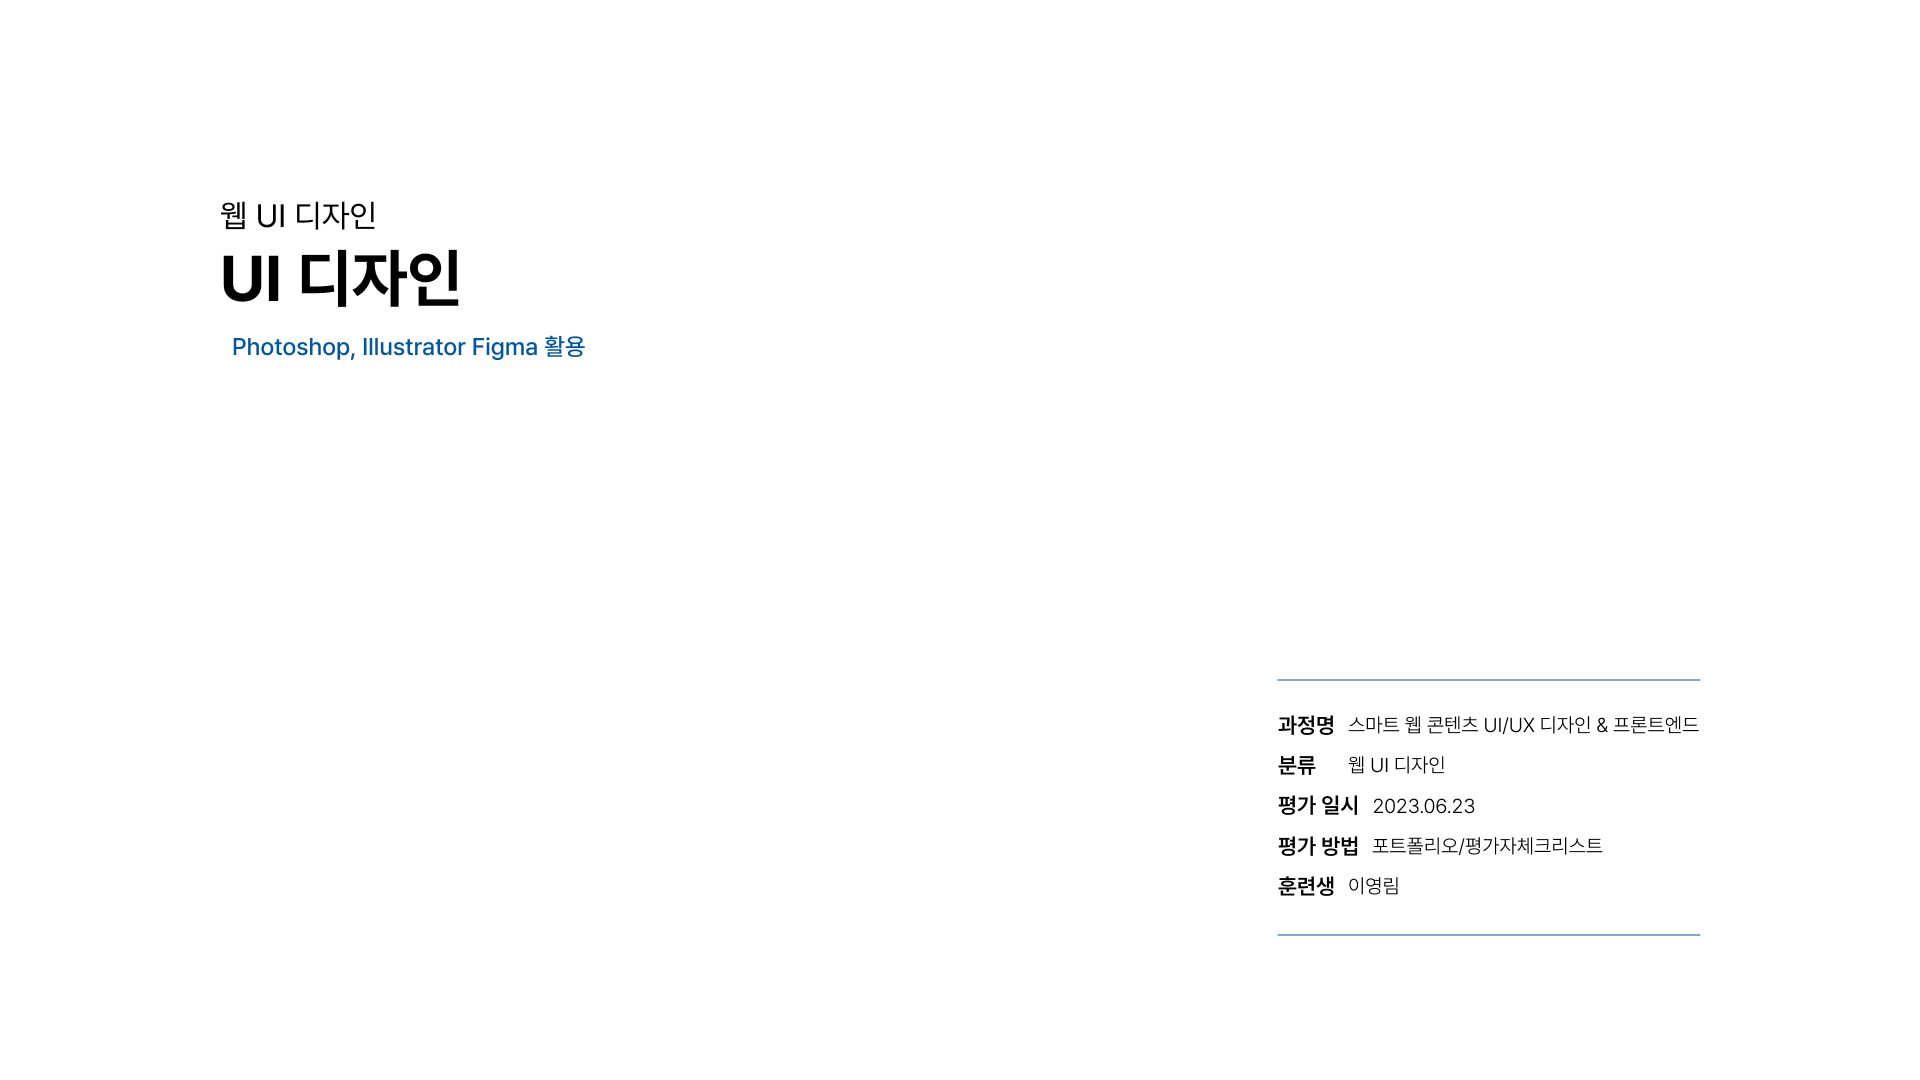 웹 UI 디자인
UI 디자인
Photoshop, Illustrator Figma 활용
과정명 스마트 웹 콘텐츠 UI/UX 디자인 & 프론트엔드
분류 웹 UI 디자인
평가 일시 2023.06.23
평가 방법 포트폴리오/평가자체크리스트
훈련생 이영림